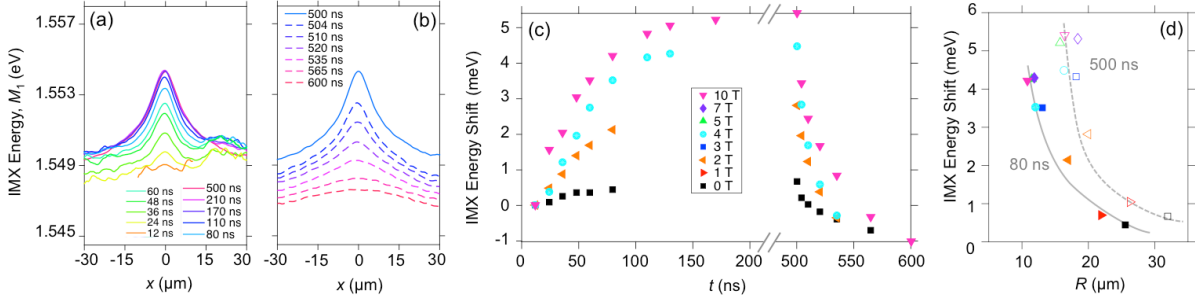 (a)
IMX Energy, M₁ (eV)
1.557
1.553
1.549
1.545
60 ns
48 ns
36 ns
24 ns
12 ns
500 ns
210 ns
170 ns
110 ns
80 ns
-30 -15 0 15 30
x (µm)
(b)
500 ns
504 ns
510 ns
520 ns
535 ns
565 ns
600 ns
-30 -15 0 15 30
x (µm)
(c)
IMX Energy Shift (meV)
5
4
3
2
1
0
-1
10 T
7 T
5 T
4 T
3 T
2 T
1 T
0 T
0 50 100 150 200 500 550 600
t (ns)
(d)
IMX Energy Shift (meV)
6
5
4
3
2
1
0
500 ns
80 ns
10 20 30
R (µm)